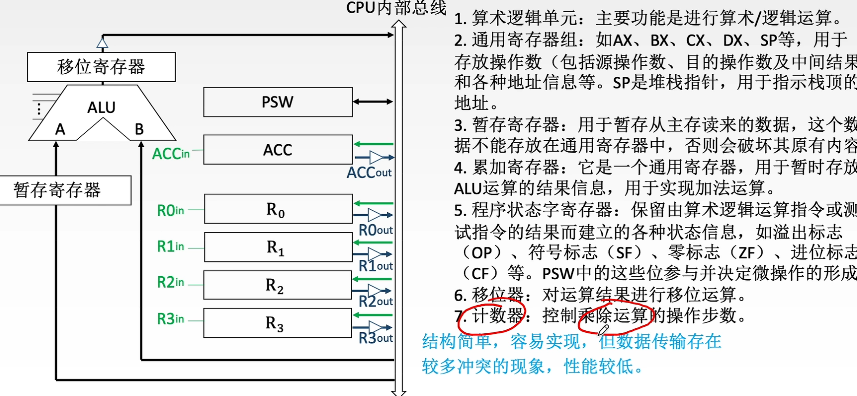 CPU内部总线
移位寄存器
ALU
A
B
暂存寄存器
PSW
ACC
ACCin
ACCout
R0
R0in
R0out
R1
R1in
R1out
R2
R2in
R2out
R3
R3in
R3out
1. 算术逻辑单元：主要功能是进行算术/逻辑运算。
2. 通用寄存器组：如AX、BX、CX、DX、SP等，用于
存放操作数（包括源操作数、目的操作数及中间结果
和各种地址信息等。SP是堆栈指针，用于指示栈顶的
地址。
3. 暂存寄存器：用于暂存从主存读来的数据，这个数
据不能存放在通用寄存器中，否则会破坏其原有内容
4. 累加寄存器：它是一个通用寄存器，用于暂时存放
ALU运算的结果信息，用于实现加法运算。
5. 程序状态字寄存器：保留由算术逻辑运算指令或测
试指令的结果而建立的各种状态信息，如溢出标志
（OP）、符号标志（SF）、零标志（ZF）、进位标志
（CF）等。PSW中的这些位参与并决定微操作的形成
6. 移位器：对运算结果进行移位运算。
7. 计数器：控制乘除运算的操作步数。
结构简单，容易实现，但数据传输存在
较多冲突的现象，性能较低。